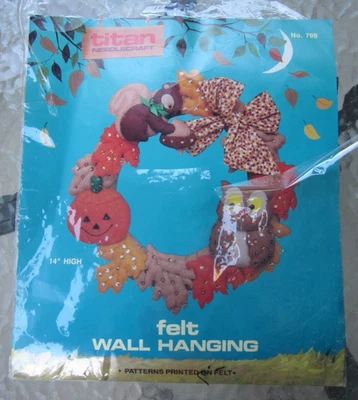 titan
NEEDLECRAFT
No. 799
14" HIGH
felt
WALL HANGING
• PATTERNS PRINTED ON FELT •